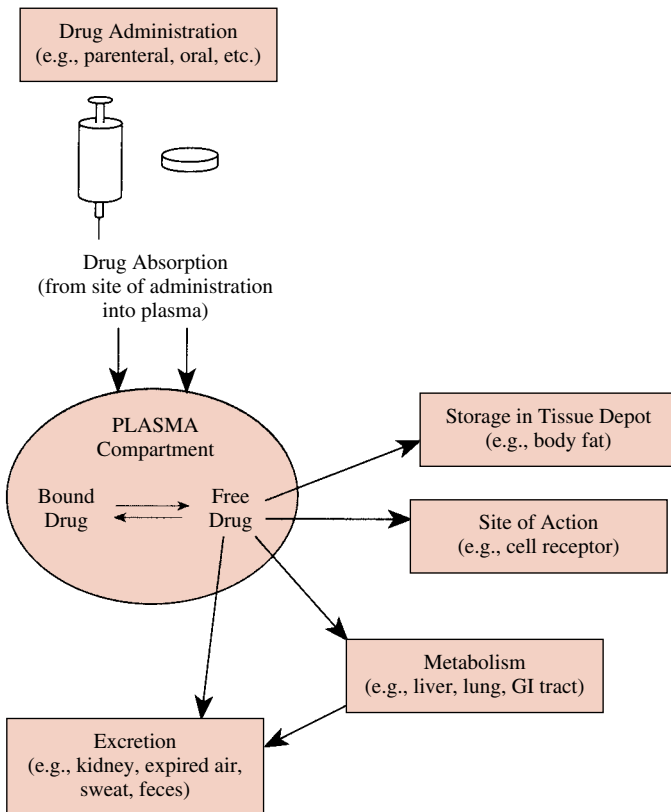 Drug Administration
(e.g., parenteral, oral, etc.)
Drug Absorption
(from site of administration
into plasma)
PLASMA
Compartment
Bound
Drug
Free
Drug
Storage in Tissue Depot
(e.g., body fat)
Site of Action
(e.g., cell receptor)
Metabolism
(e.g., liver, lung, GI tract)
Excretion
(e.g., kidney, expired air,
sweat, feces)